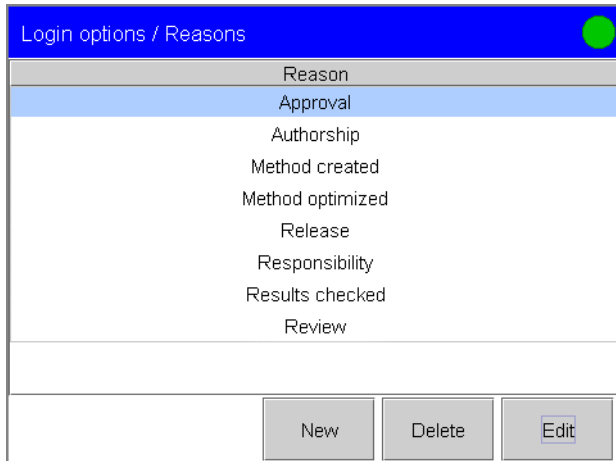 Login options / Reasons
Reason
Approval
Authorship
Method created
Method optimized
Release
Responsibility
Results checked
Review
New Delete Edit